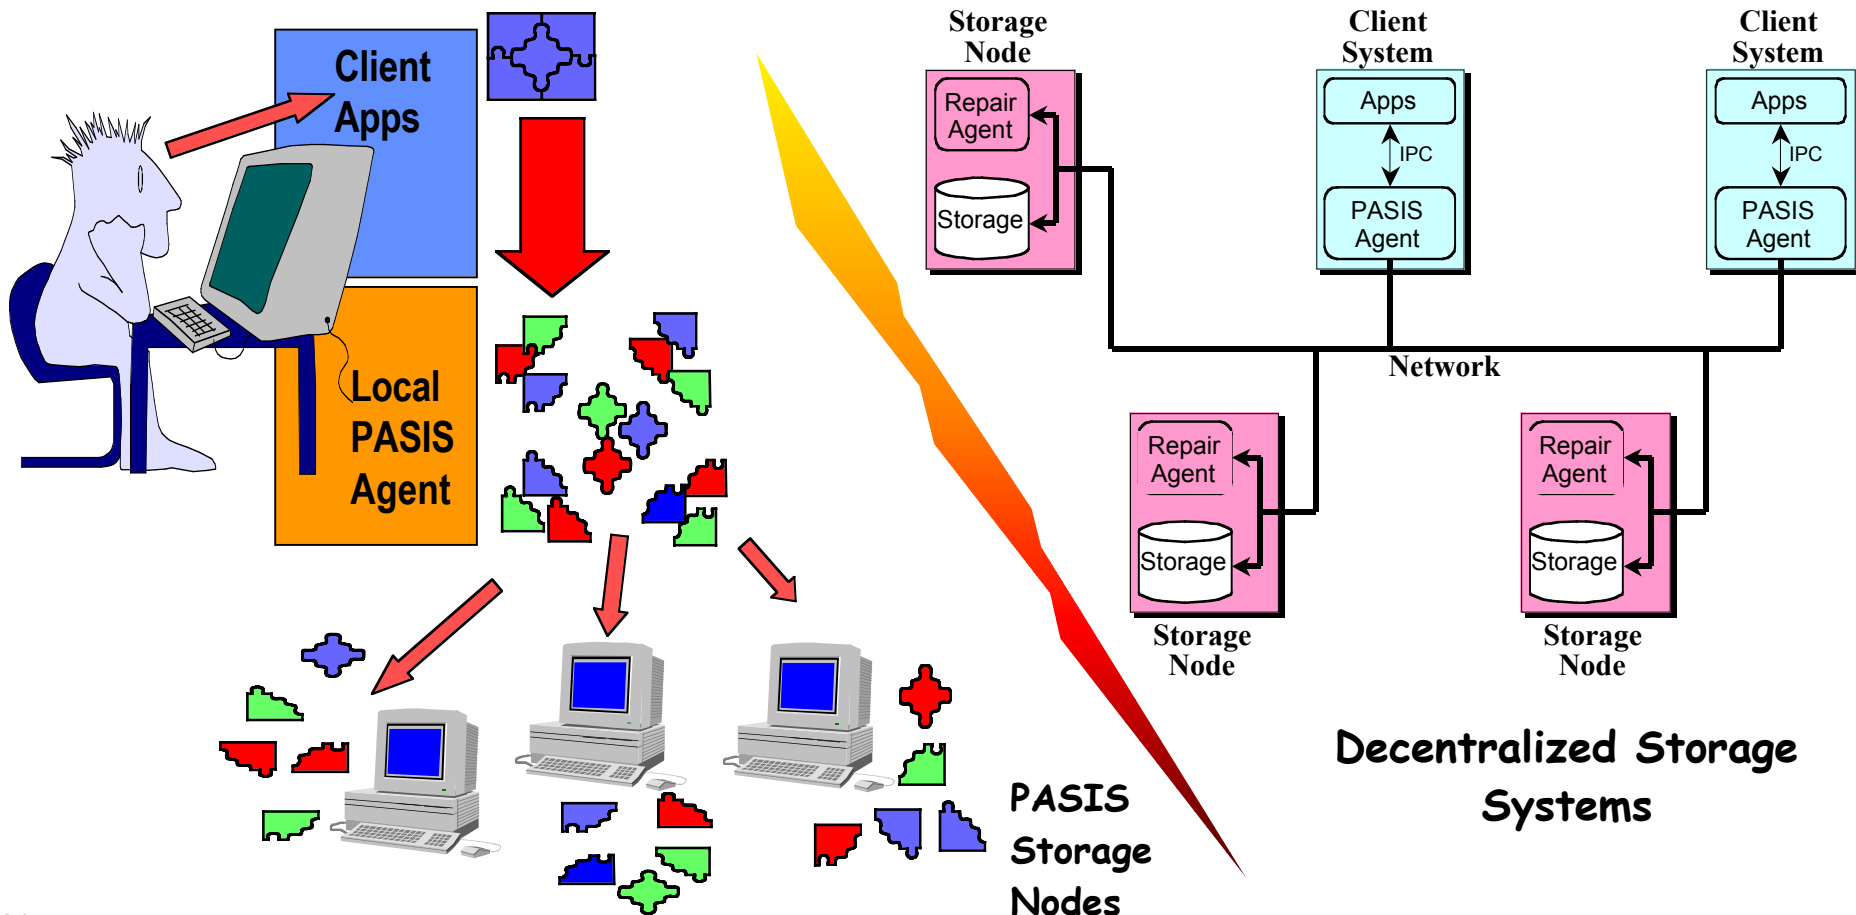 Client
Apps
Local
PASIS
Agent
PASIS
Storage
Nodes
Storage
Node
Repair
Agent
Storage
Client
System
Apps
IPC
PASIS
Agent
Client
System
Apps
IPC
PASIS
Agent
Network
Repair
Agent
Storage
Storage
Node
Repair
Agent
Storage
Storage
Node
Decentralized Storage
Systems